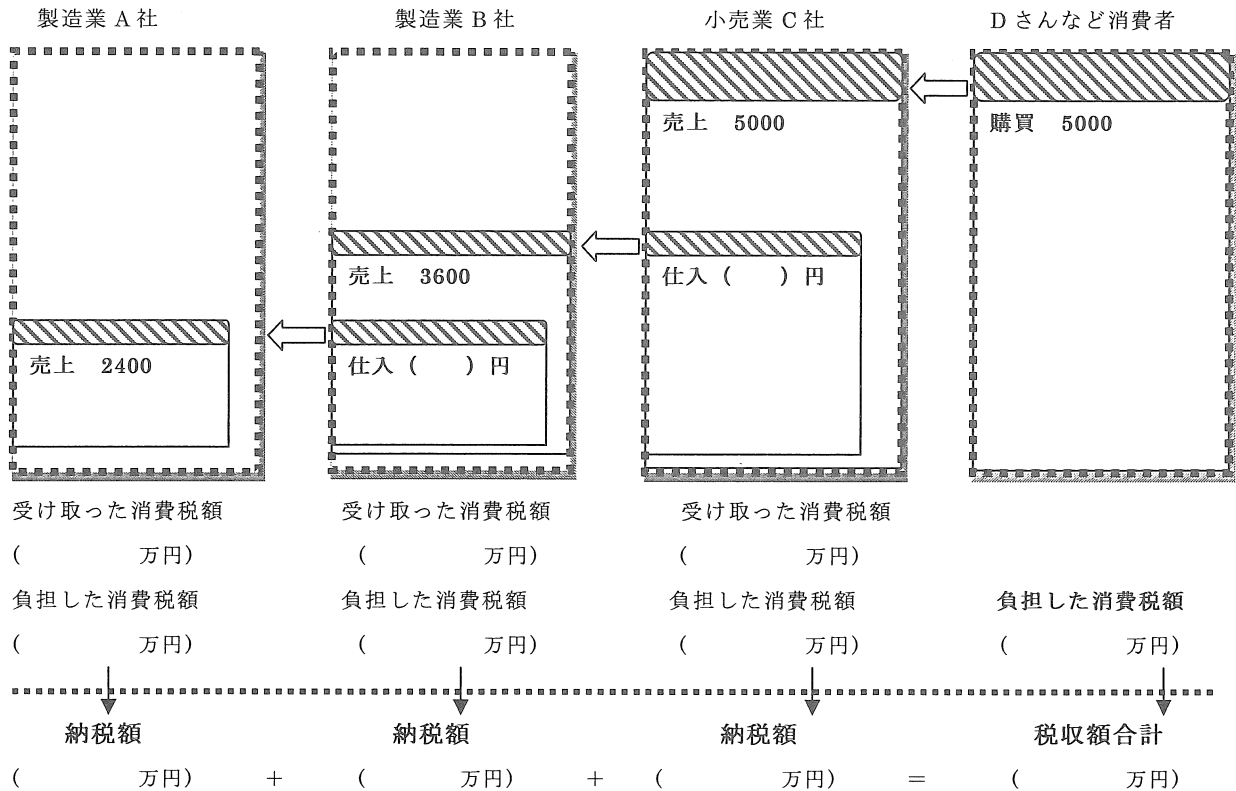 製造業A社　製造業B社　小売業C社　Dさんなど消費者
売上　5000　購買　5000
売上　3600　仕入（　　）円
売上　2400　仕入（　　）円
受け取った消費税額　受け取った消費税額　受け取った消費税額
（　　　万円）　（　　　万円）　（　　　万円）
負担した消費税額　負担した消費税額　負担した消費税額　負担した消費税額
（　　　万円）　（　　　万円）　（　　　万円）　（　　　万円）
納税額　納税額　納税額　税収額合計
（　　　万円）　+　（　　　万円）　+　（　　　万円）　=　（　　　万円）